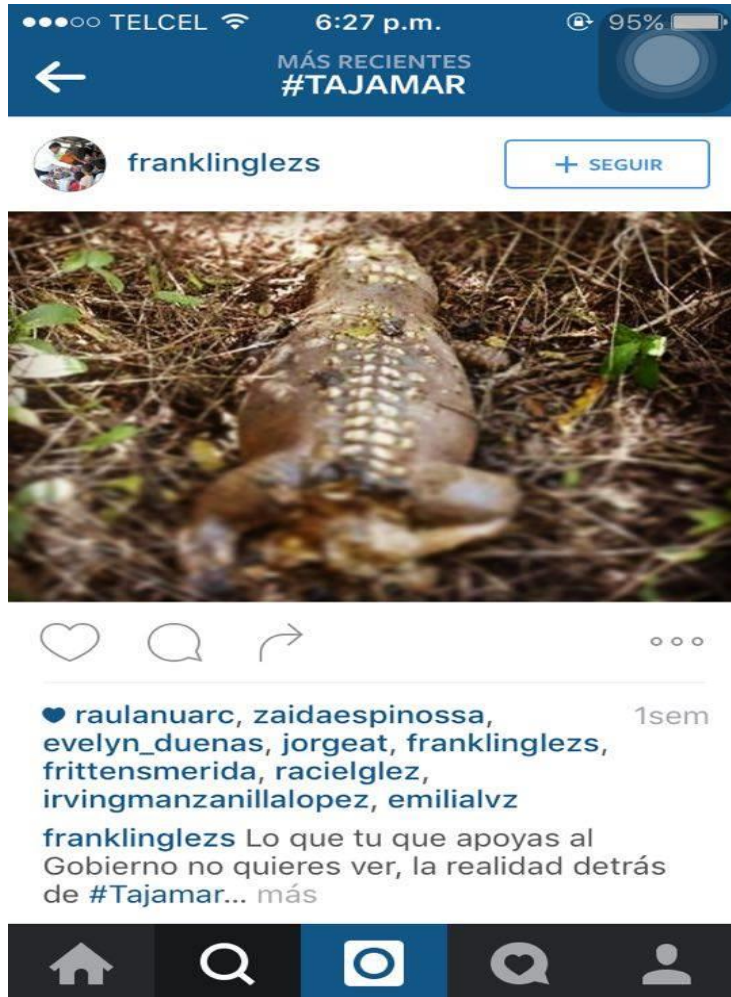 TELCEL 6:27 p.m. 95%
MÁS RECIENTES
#TAJAMAR
franklinglezs
+ SEGUIR
raulanuarc, zaidaespinossa, 1sem
evelyn_duenas, jorgeat, franklinglezs,
frittensmerida, racielglez,
irvingmanzanillalopez, emilialvz
franklinglezs Lo que tu que apoyas al
Gobierno no quieres ver, la realidad detrás
de #Tajamar... más